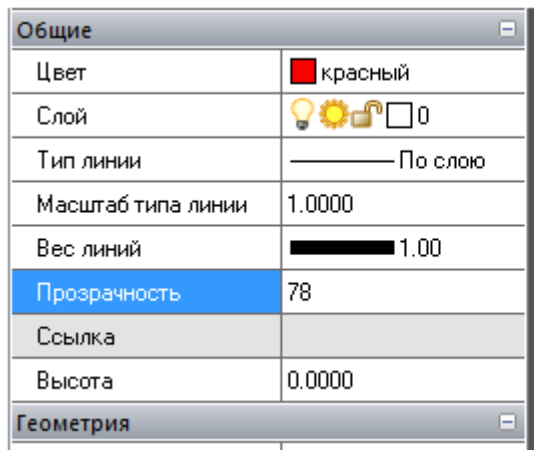 Общие
Цвет красный
Слой 0
Тип линии По слою
Масштаб типа линии 1.0000
Вес линий 1.00
Прозрачность 78
Ссылка
Высота 0.0000
Геометрия